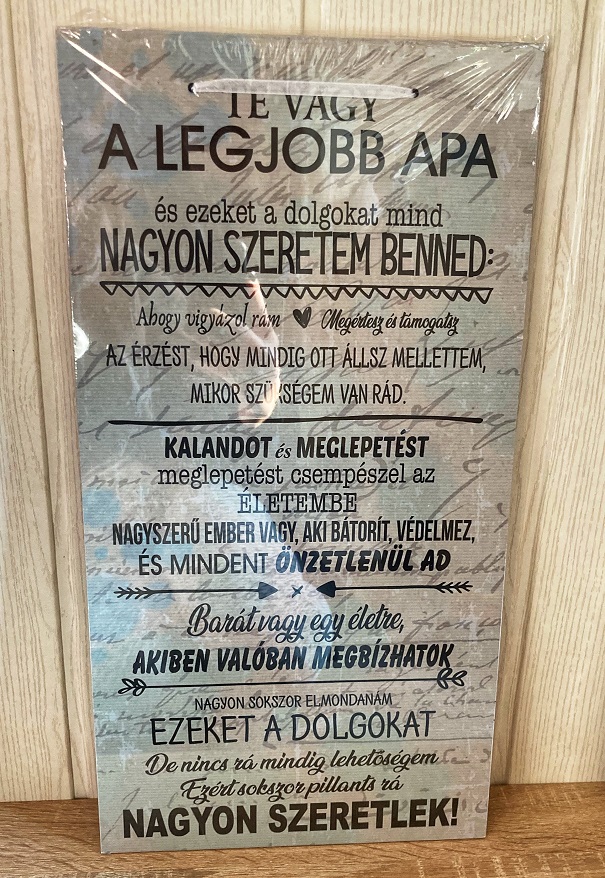 TE VAGY
A LEGJOBB APA
és ezeket a dolgokat mind
NAGYON SZERETEM BENNED:
Ahogy vigyázol rám ♥ Megértesz és támogatsz
AZ ÉRZÉST, HOGY MINDIG OTT ÁLLSZ MELLETTEM,
MIKOR SZÜKSÉGEM VAN RÁD.
KALANDOT és MEGLEPETÉST
meglepetést csempészel az
ÉLETEMBE
NAGYSZERŰ EMBER VAGY, AKI BÁTORÍT, VÉDELMEZ,
ÉS MINDENT ÖNZETLENÜL AD
Barát vagy egy életre,
AKIBEN VALÓBAN MEGBÍZHATOK
NAGYON SOKSZOR ELMONDANÁM
EZEKET A DOLGOKAT
De nincs rá mindig lehetőségem
Ezért sokszor pillants rá
NAGYON SZERETLEK!